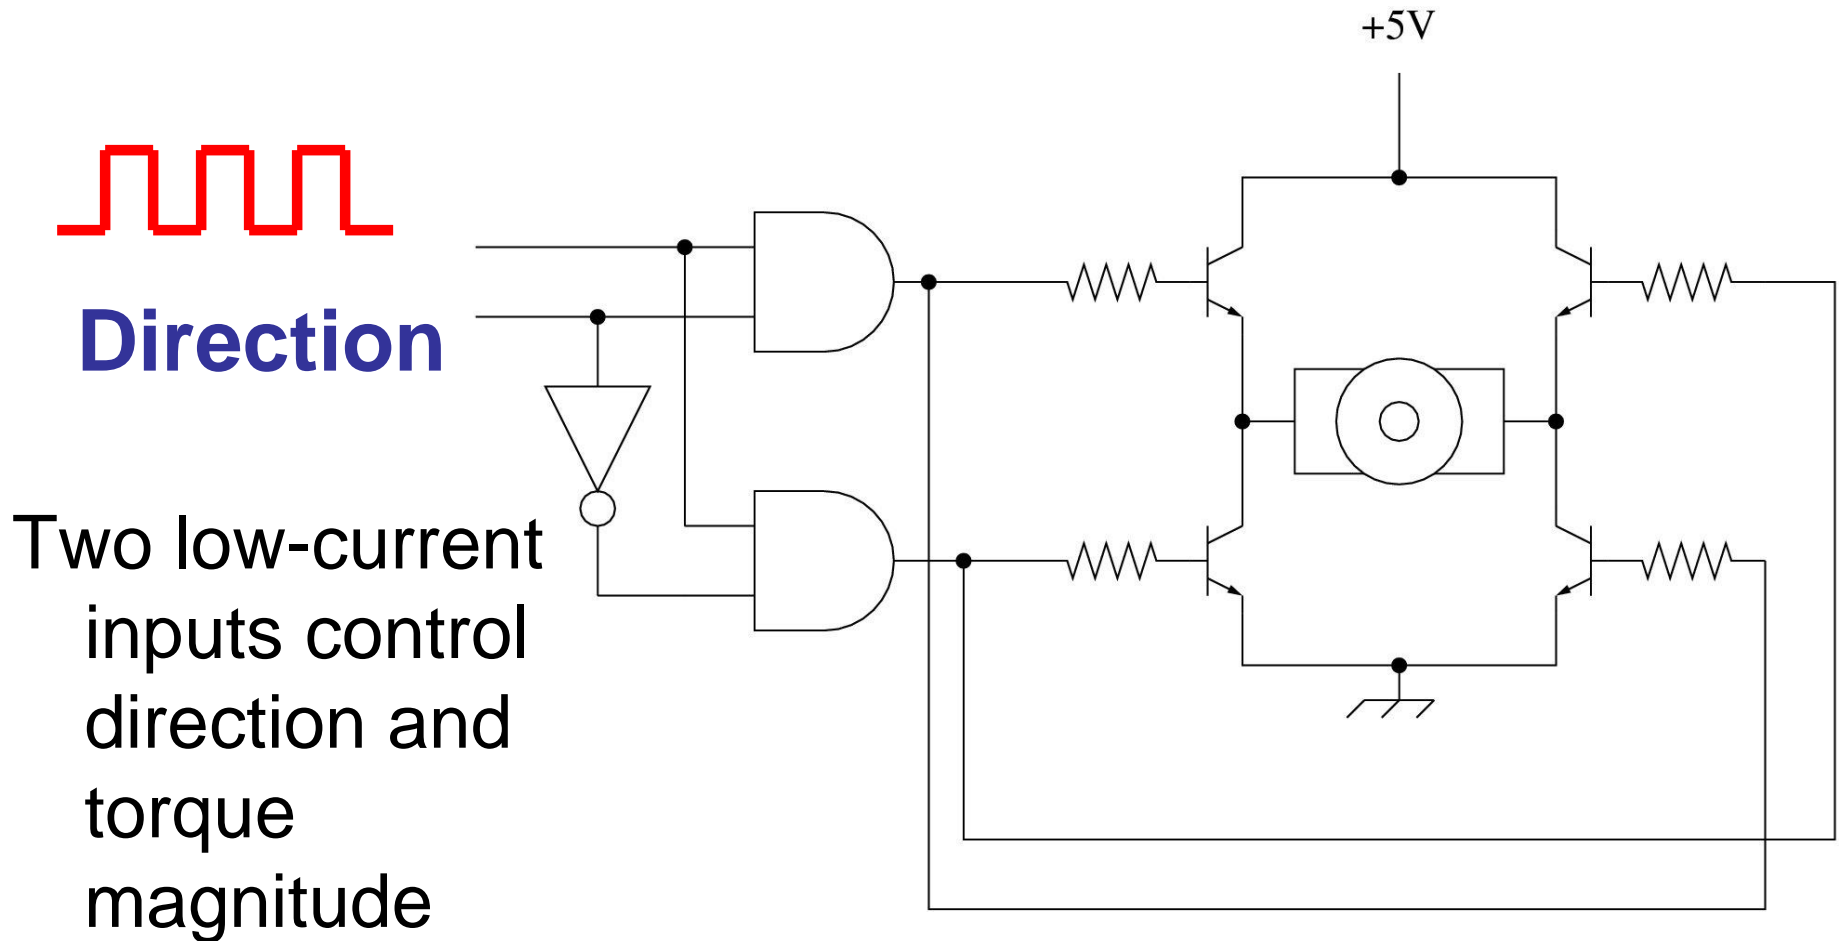 +5V
Direction
Two low-current
inputs control
direction and
torque
magnitude